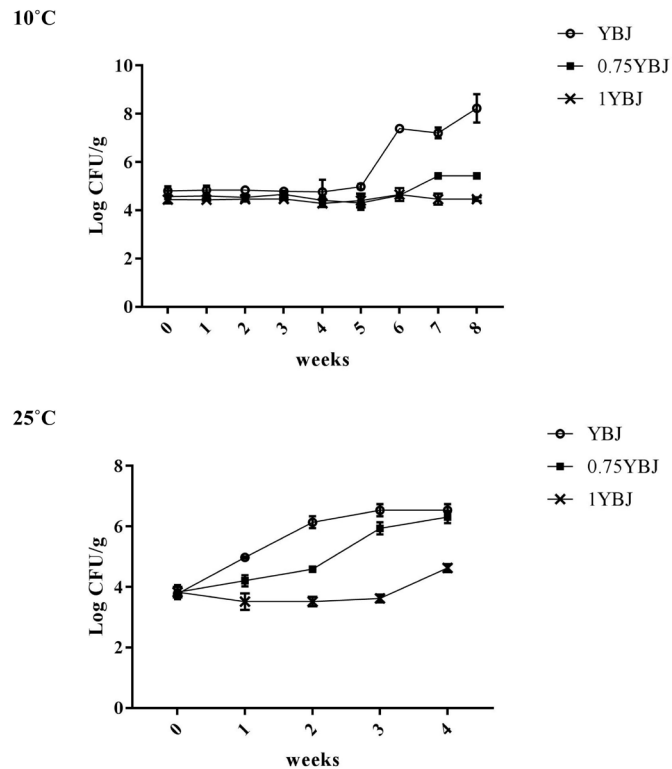 10°C
YBJ
0.75YBJ
1YBJ
10
8
6
4
2
0
Log CFU/g
0 1 2 3 4 5 6 7 8
weeks
25°C
YBJ
0.75YBJ
1YBJ
8
6
4
2
0
Log CFU/g
0 1 2 3 4
weeks